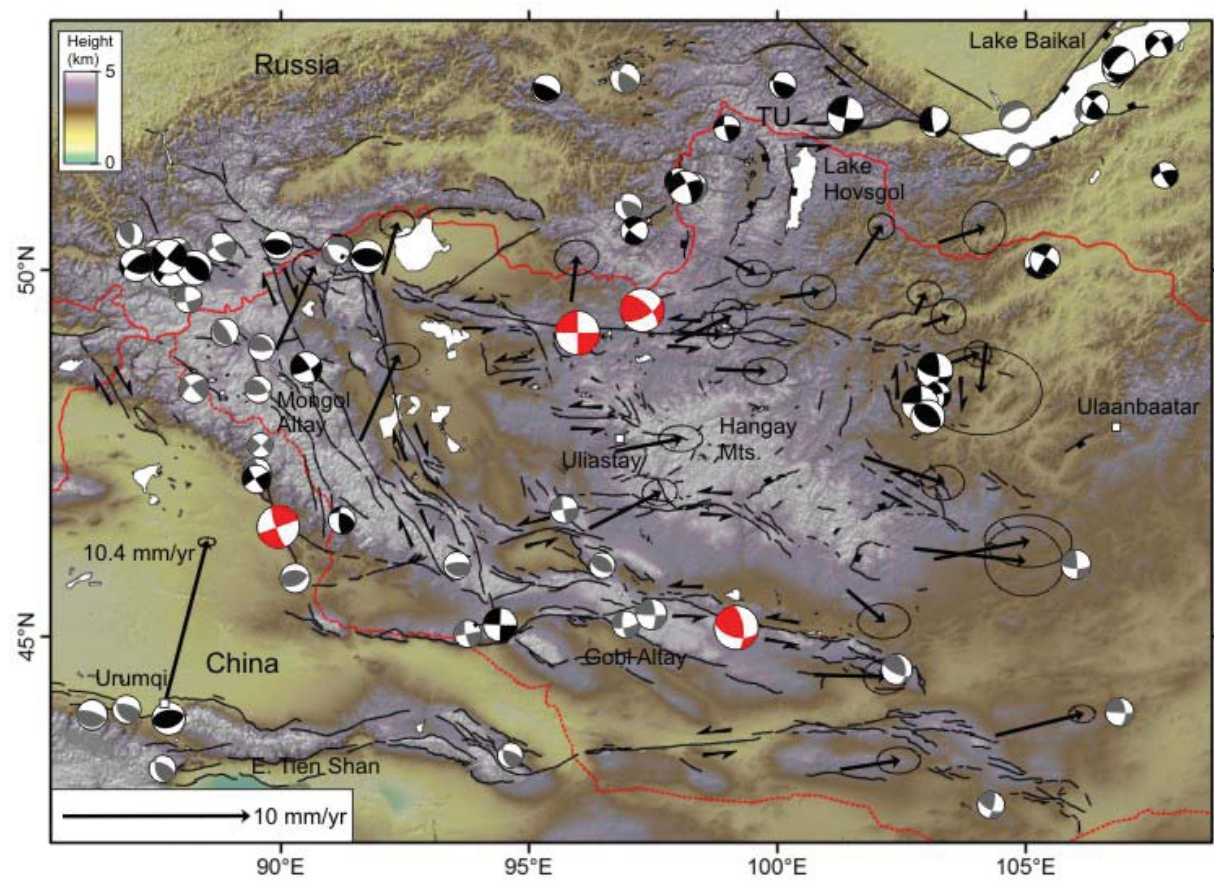 Height
(km)
5
0
Russia
Lake Baikal
TU
Lake
Hovsgol
50°N
Mongol
Altay
Hangay
Mts.
Uliastay
Ulaanbaatar
10.4 mm/yr
45°N
China
Gobi Altay
Urumqi
E. Tien Shan
10 mm/yr
90°E
95°E
100°E
105°E